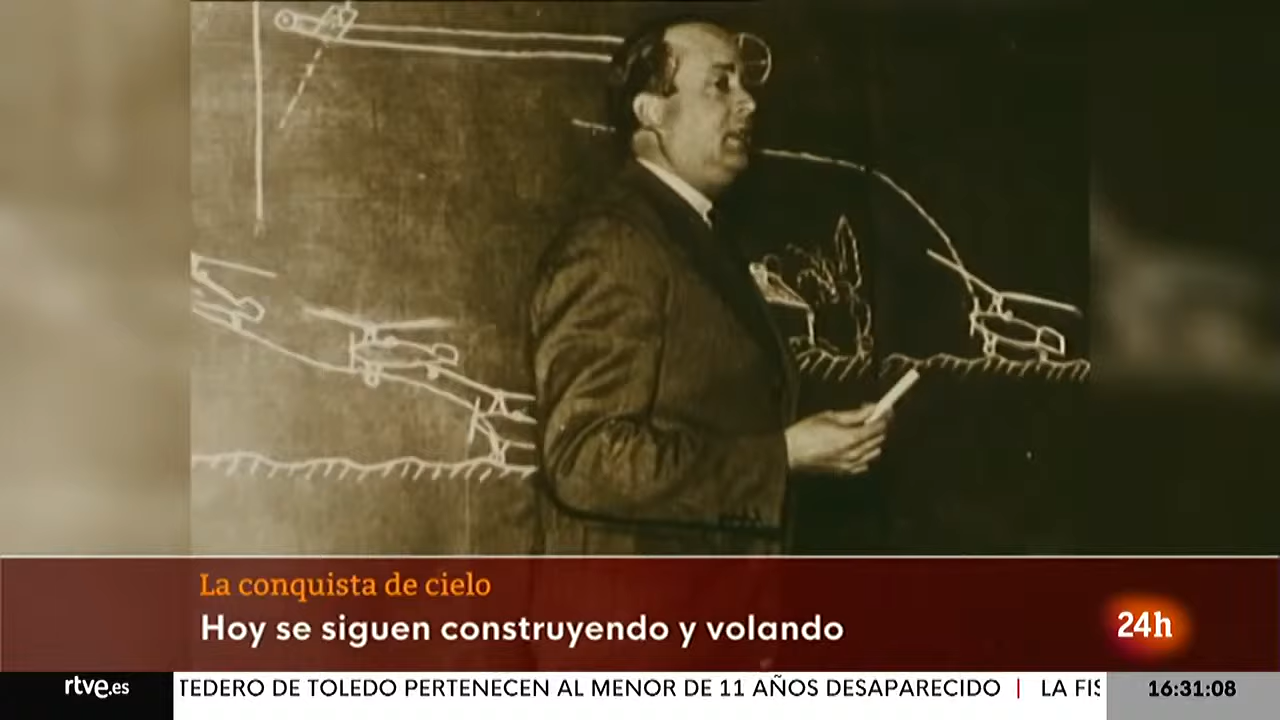 La conquista de cielo
Hoy se siguen construyendo y volando
24h
rtve.es
TEDERO DE TOLEDO PERTENECEN AL MENOR DE 11 AÑOS DESAPARECIDO | LA FIS
16:31:08